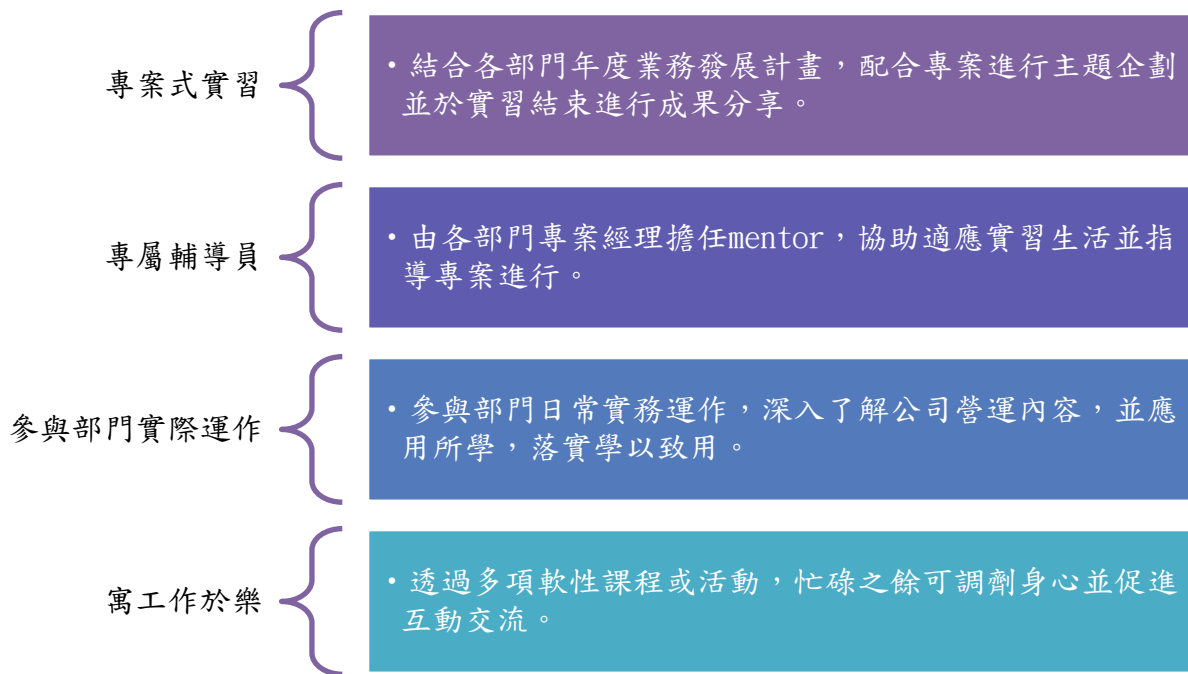 專案式實習
・結合各部門年度業務發展計畫，配合專案進行主題企劃
並於實習結束進行成果分享。
專屬輔導員
・由各部門專案經理擔任mentor，協助適應實習生活並指
導專案進行。
參與部門實際運作
・參與部門日常實務運作，深入了解公司營運內容，並應
用所學，落實學以致用。
寓工作於樂
・透過多項軟性課程或活動，忙碌之餘可調劑身心並促進
互動交流。